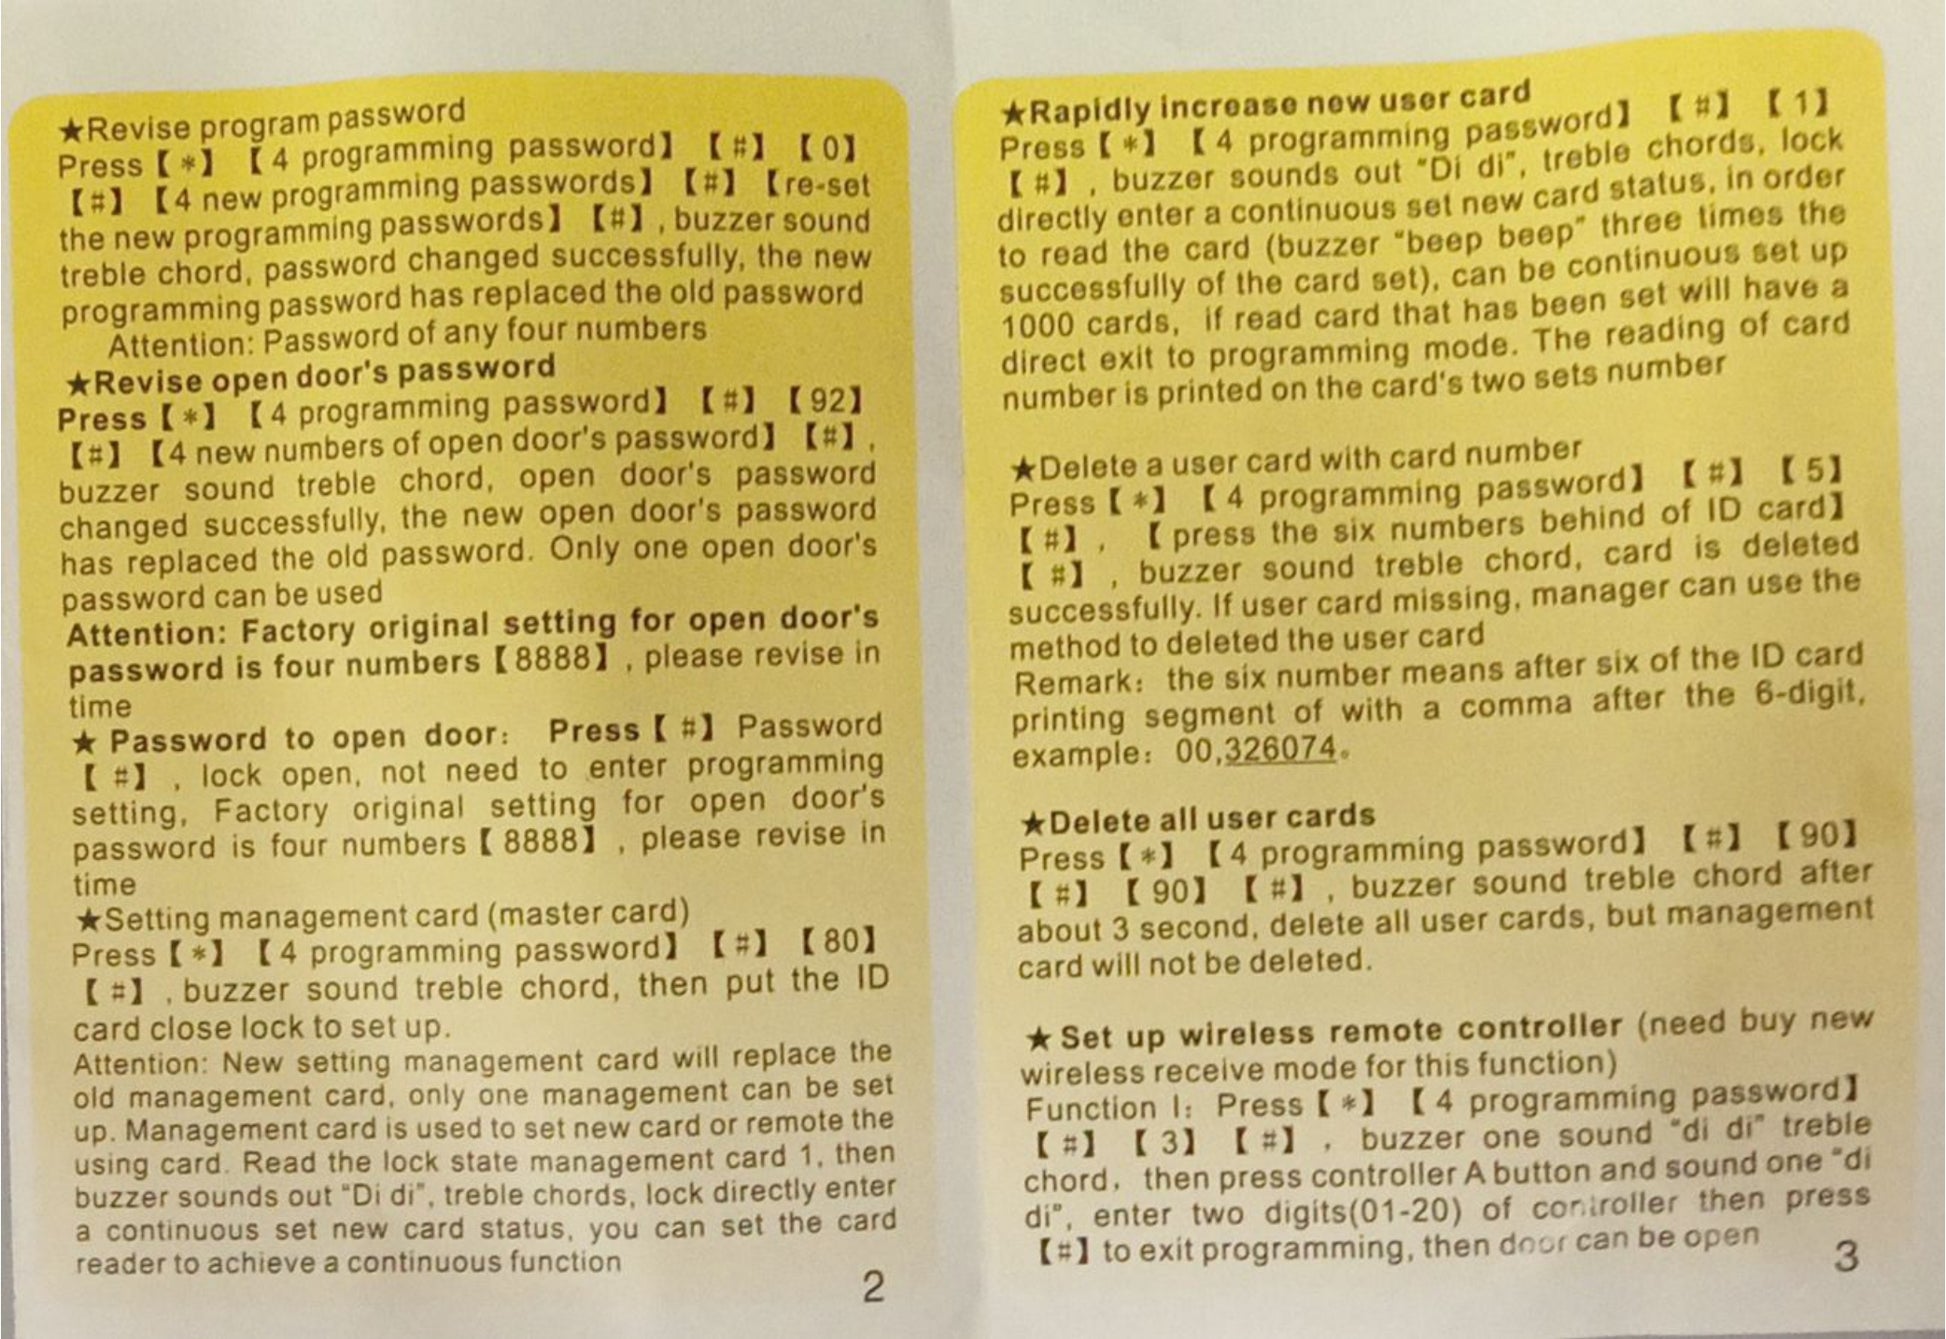 ★Revise program password
Press【*】【4 programming password】【#】【0】
【#】【4 new programming passwords】【#】【re-set
the new programming passwords】【#】, buzzer sound
treble chord, password changed successfully, the new
programming password has replaced the old password
Attention: Password of any four numbers
★Revise open door's password
Press【*】【4 programming password】【#】【92】
【#】【4 new numbers of open door's password】【#】,
buzzer sound treble chord, open door's password
changed successfully, the new open door's password
has replaced the old password. Only one open door's
password can be used
Attention: Factory original setting for open door's
password is four numbers【8888】, please revise in
time
★ Password to open door: Press【#】Password
【#】, lock open, not need to enter programming
setting, Factory original setting for open door's
password is four numbers【8888】, please revise in
time
★Setting management card (master card)
Press【*】【4 programming password】【#】【80】
【#】, buzzer sound treble chord, then put the ID
card close lock to set up.
Attention: New setting management card will replace the
old management card, only one management can be set
up. Management card is used to set new card or remote the
using card. Read the lock state management card 1, then
buzzer sounds out "Di di", treble chords, lock directly enter
a continuous set new card status, you can set the card
reader to achieve a continuous function
2
★Rapidly increase new user card
Press【*】【4 programming password】【#】【1】
【#】, buzzer sounds out "Di di", treble chords, lock
directly enter a continuous set new card status, in order
to read the card (buzzer "beep beep" three times the
successfully of the card set), can be continuous set up
1000 cards, if read card that has been set will have a
direct exit to programming mode. The reading of card
number is printed on the card's two sets number
★Delete a user card with card number
Press【*】【4 programming password】【#】【5】
【#】, 【press the six numbers behind of ID card】
【#】, buzzer sound treble chord, card is deleted
successfully. If user card missing, manager can use the
method to deleted the user card
Remark: the six number means after six of the ID card
printing segment of with a comma after the 6-digit,
example: 00,326074。
★Delete all user cards
Press【*】【4 programming password】【#】【90】
【#】【90】【#】, buzzer sound treble chord after
about 3 second, delete all user cards, but management
card will not be deleted.
★Set up wireless remote controller (need buy new
wireless receive mode for this function)
Function I: Press【*】【4 programming password】
【#】【3】【#】, buzzer one sound "di di" treble
chord, then press controller A button and sound one "di
di", enter two digits(01-20) of controller then press
【#】to exit programming, then door can be open
3